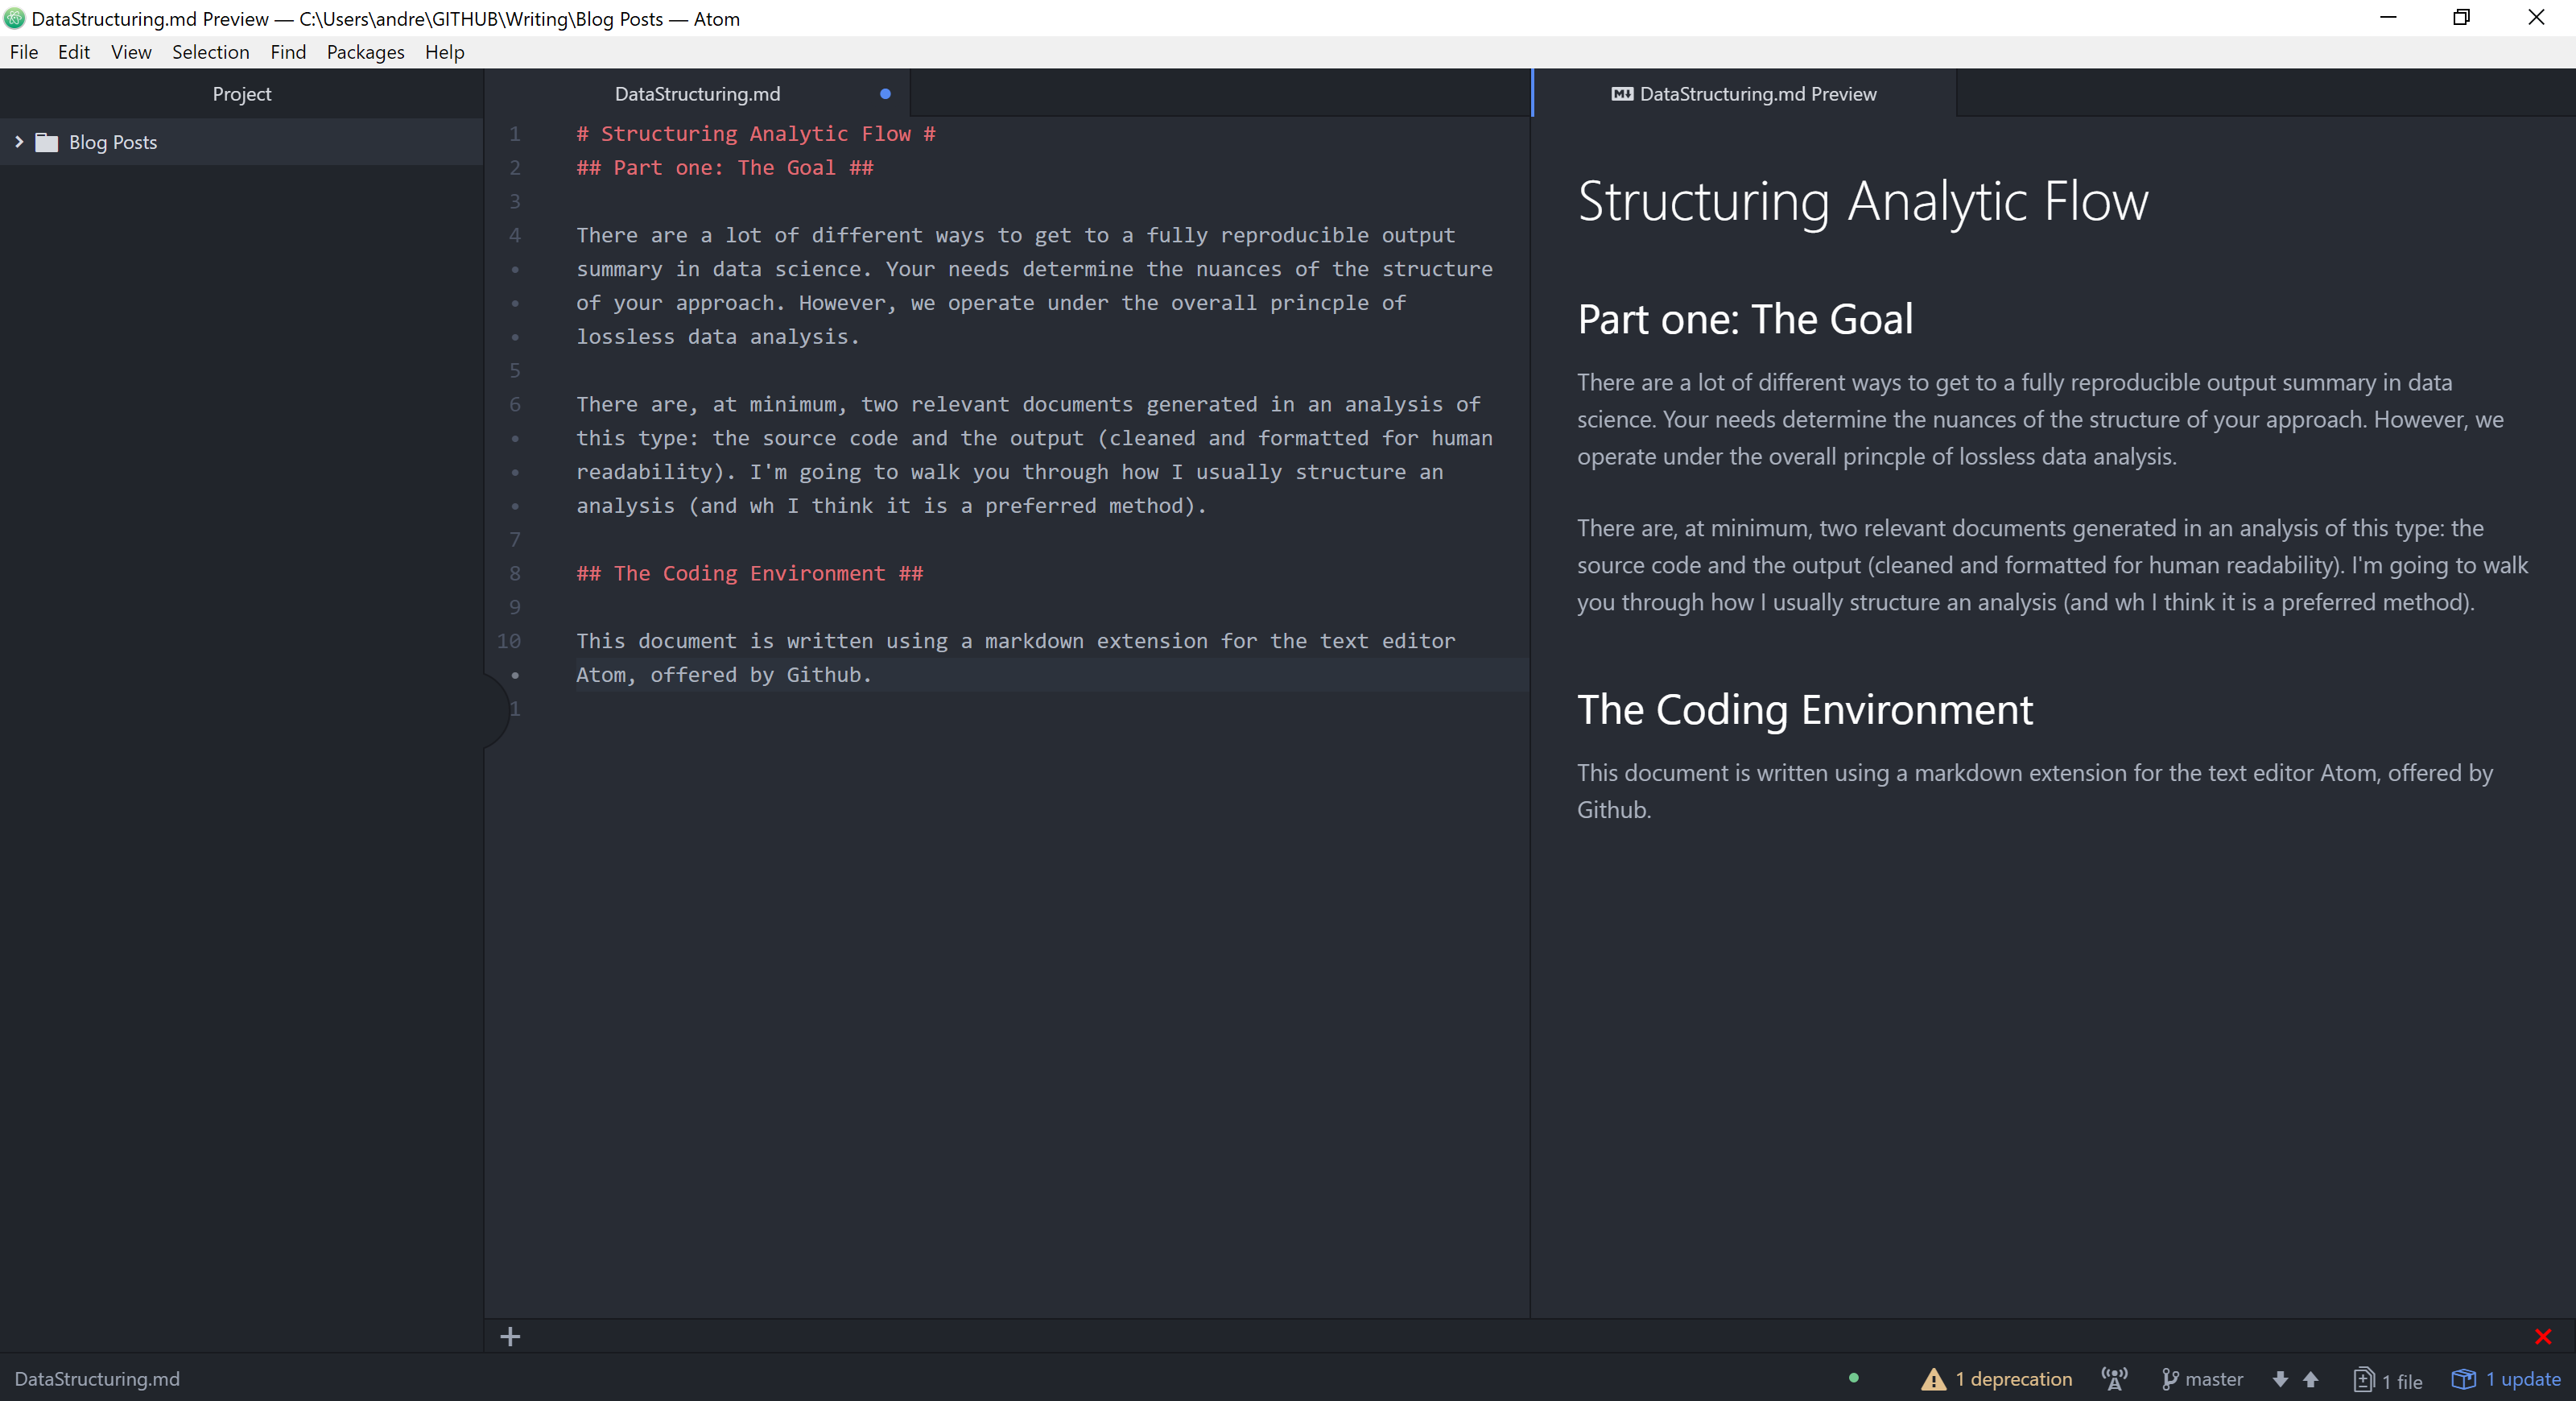 DataStructuring.md Preview — C:\Users\andre\GITHUB\Writing\Blog Posts — Atom
File Edit View Selection Find Packages Help
Project
Blog Posts
DataStructuring.md
1 # Structuring Analytic Flow #
2 ## Part one: The Goal ##
3
4 There are a lot of different ways to get to a fully reproducible output
• summary in data science. Your needs determine the nuances of the structure
• of your approach. However, we operate under the overall princple of
• lossless data analysis.
5
6 There are, at minimum, two relevant documents generated in an analysis of
• this type: the source code and the output (cleaned and formatted for human
• readability). I'm going to walk you through how I usually structure an
• analysis (and wh I think it is a preferred method).
7
8 ## The Coding Environment ##
9
10 This document is written using a markdown extension for the text editor
• Atom, offered by Github.
1
DataStructuring.md Preview
Structuring Analytic Flow
Part one: The Goal
There are a lot of different ways to get to a fully reproducible output summary in data
science. Your needs determine the nuances of the structure of your approach. However, we
operate under the overall princple of lossless data analysis.
There are, at minimum, two relevant documents generated in an analysis of this type: the
source code and the output (cleaned and formatted for human readability). I'm going to walk
you through how I usually structure an analysis (and wh I think it is a preferred method).
The Coding Environment
This document is written using a markdown extension for the text editor Atom, offered by
Github.
DataStructuring.md
1 deprecation
master
1 file
1 update